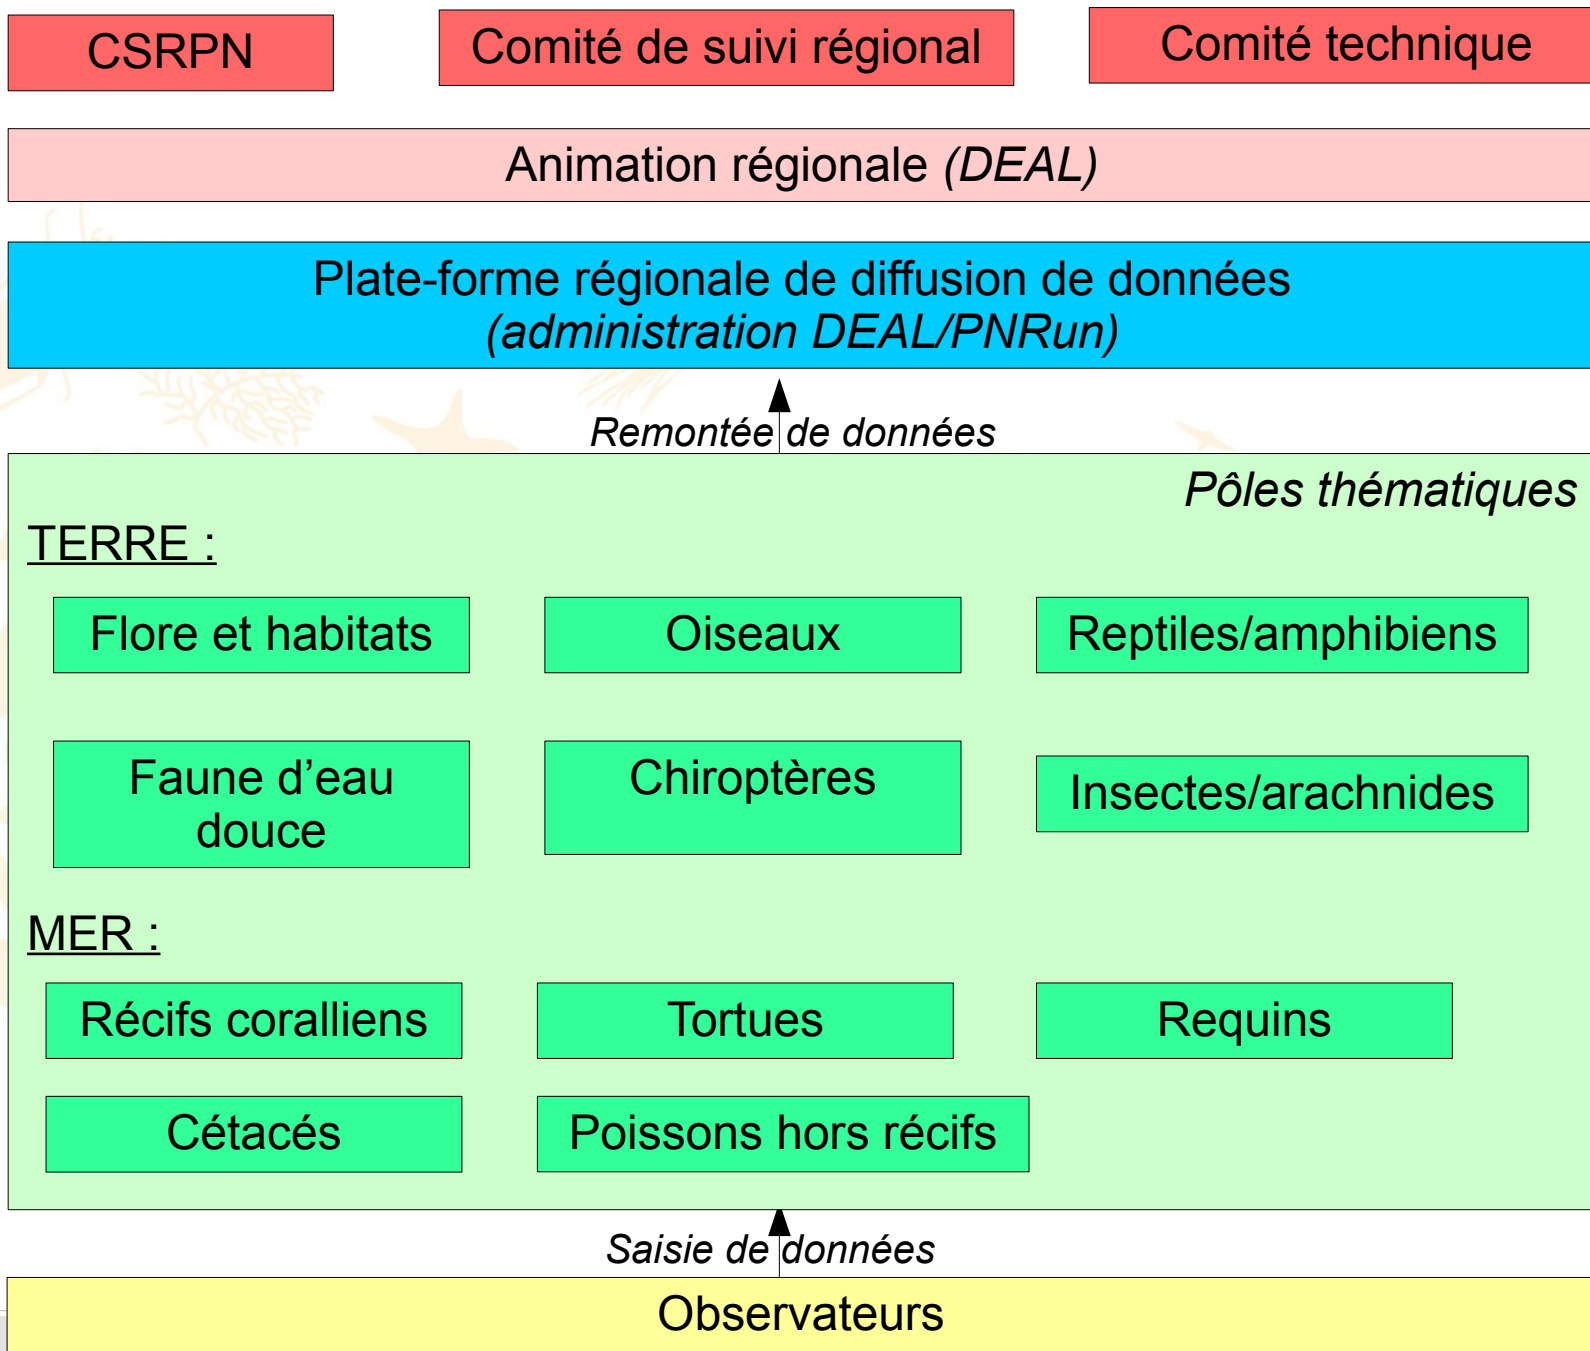 CSRPN
Comité de suivi régional
Comité technique
Animation régionale (DEAL)
Plate-forme régionale de diffusion de données
(administration DEAL/PNRun)
Remontée de données
Pôles thématiques
TERRE :
Flore et habitats
Oiseaux
Reptiles/amphibiens
Faune d’eau
douce
Chiroptères
Insectes/arachnides
MER :
Récifs coralliens
Tortues
Requins
Cétacés
Poissons hors récifs
Saisie de données
Observateurs